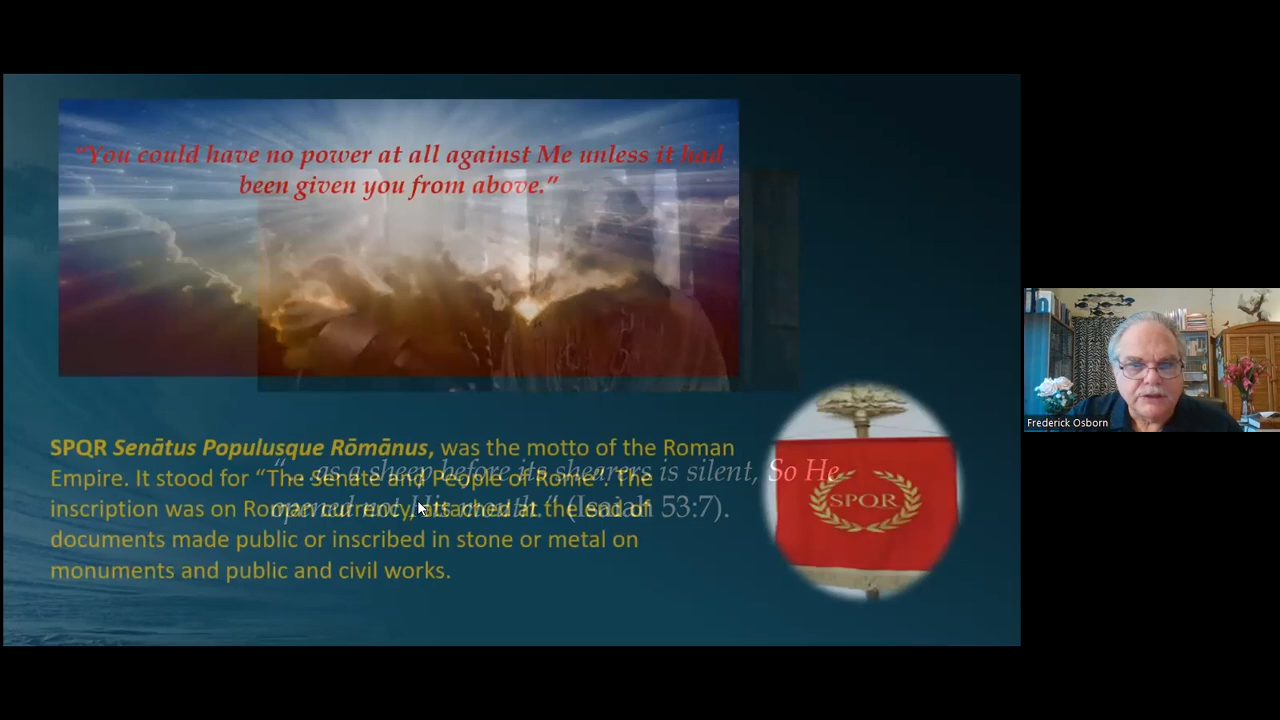 “You could have no power at all against Me unless it had
been given you from above.”
SPQR Senātus Populusque Rōmānus, was the motto of the Roman
Empire. It stood for “The Senate and People of Rome”. The
inscription was on Roman currency, attached at the end of
documents made public or inscribed in stone or metal on
monuments and public and civil works.
“... as a sheep before its shearers is silent, So He
opened not His mouth.“ (Isaiah 53:7).
SPQR
Frederick Osborn